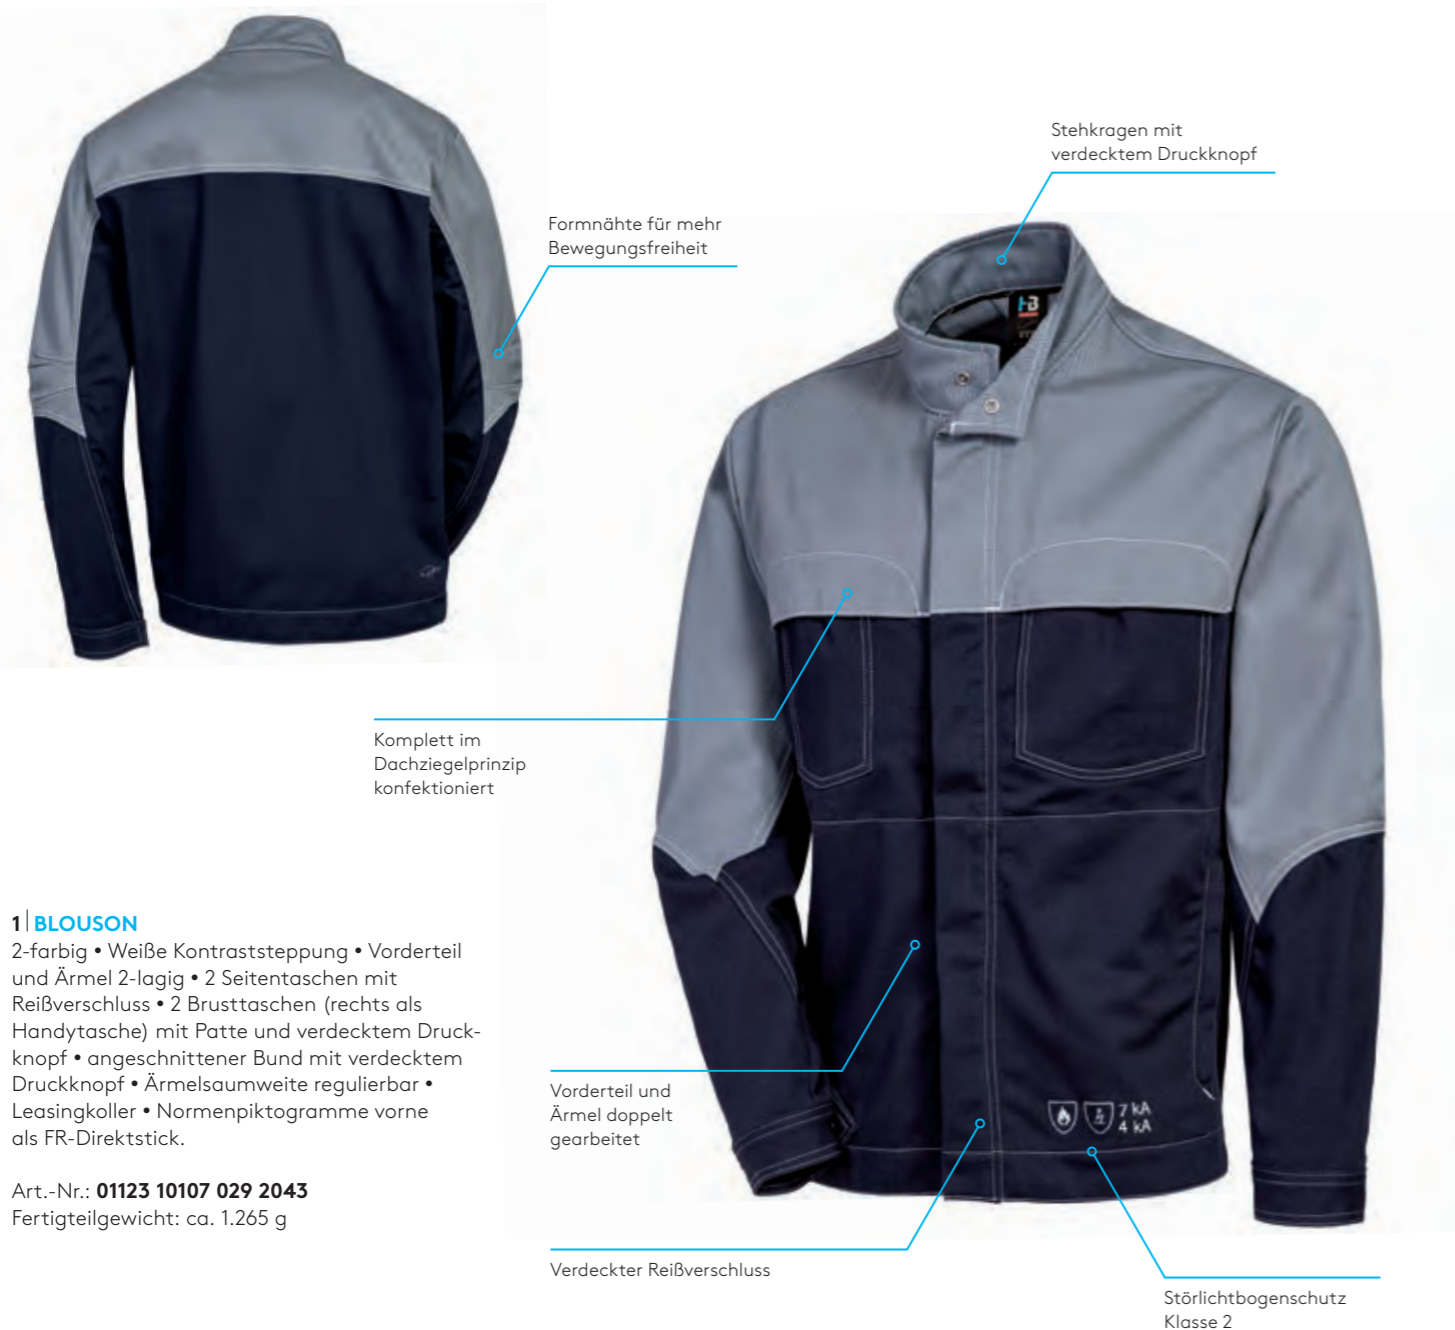 Stehkragen mit
verdecktem Druckknopf
Formnähte für mehr
Bewegungsfreiheit
HB
Komplett im
Dachziegelprinzip
konfektioniert
1 | BLOUSON
2-farbig • Weiße Kontraststeppung • Vorderteil
und Ärmel 2-lagig • 2 Seitentaschen mit
Reißverschluss • 2 Brusttaschen (rechts als
Handytasche) mit Patte und verdecktem Druck-
knopf • angeschnittener Bund mit verdecktem
Druckknopf • Ärmelsaumweite regulierbar •
Leasingkoller • Normenpiktogramme vorne
als FR-Direktstick.
Art.-Nr.: 01123 10107 029 2043
Fertigteilgewicht: ca. 1.265 g
Vorderteil und
Ärmel doppelt
gearbeitet
7 kA
4 kA
Verdeckter Reißverschluss
Störlichtbogenschutz
Klasse 2